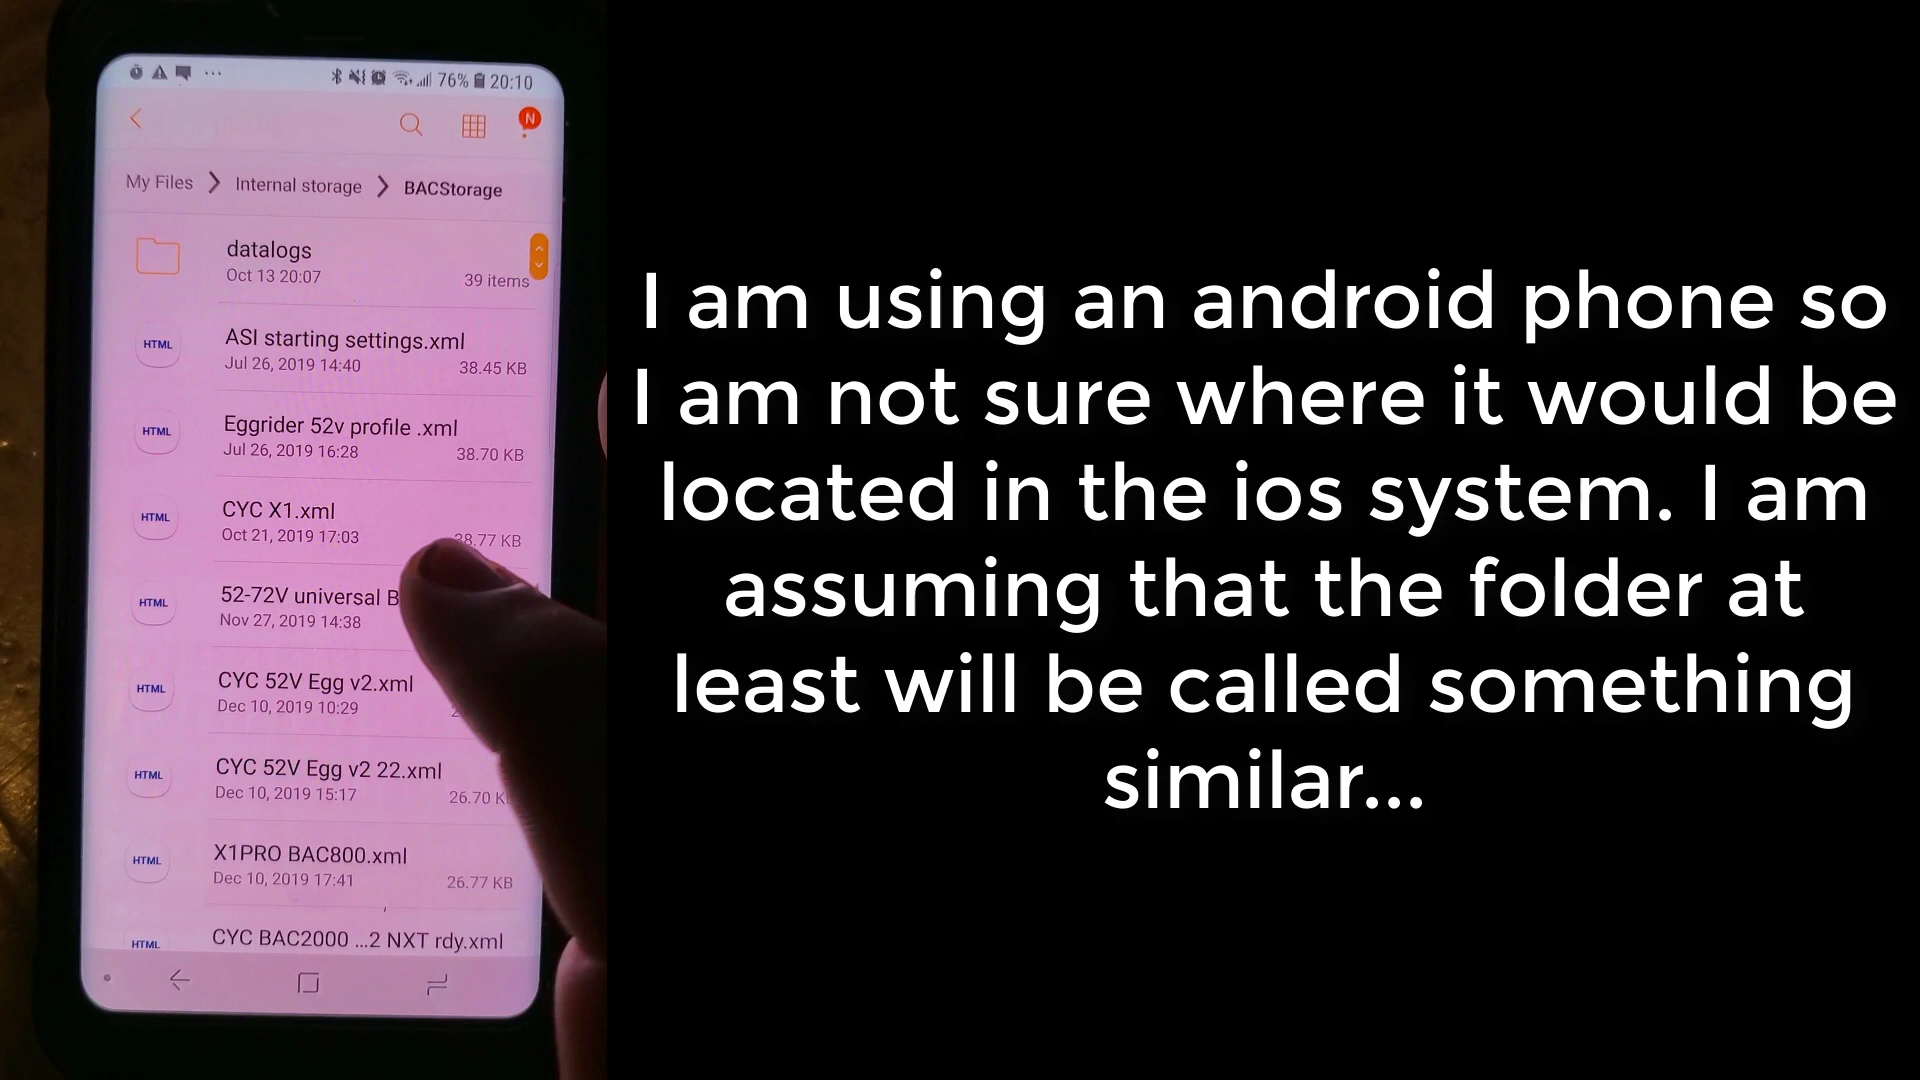 76% 20:10
N
My Files > Internal storage > BACStorage
datalogs
Oct 13 20:07 39 items
HTML ASI starting settings.xml
Jul 26, 2019 14:40 38.45 KB
HTML Eggrider 52v profile .xml
Jul 26, 2019 16:28 38.70 KB
HTML CYC X1.xml
Oct 21, 2019 17:03 38.77 KB
HTML 52-72V universal B
Nov 27, 2019 14:38
HTML CYC 52V Egg v2.xml
Dec 10, 2019 10:29
HTML CYC 52V Egg v2 22.xml
Dec 10, 2019 15:17 26.70 K
HTML X1PRO BAC800.xml
Dec 10, 2019 17:41 26.77 KB
HTML CYC BAC2000 ...2 NXT rdy.xml
I am using an android phone so
I am not sure where it would be
located in the ios system. I am
assuming that the folder at
least will be called something
similar...